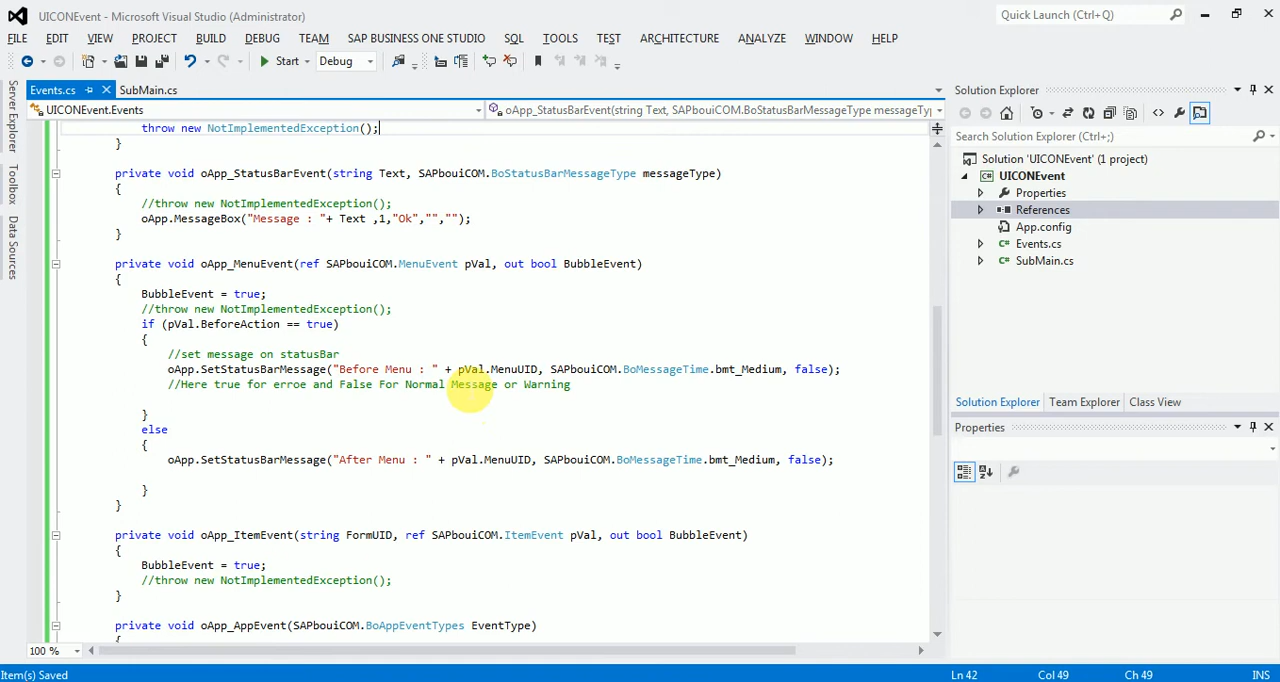 UICONEvent - Microsoft Visual Studio (Administrator)
Quick Launch (Ctrl+Q)
FILE EDIT VIEW PROJECT BUILD DEBUG TEAM SAP BUSINESS ONE STUDIO SQL TOOLS TEST ARCHITECTURE ANALYZE WINDOW HELP
Start Debug
Events.cs SubMain.cs
UICONEvent.Events
oApp_StatusBarEvent(string Text, SAPbouiCOM.BoStatusBarMessageType messageTyp
Server Explorer
Toolbox
Data Sources
throw new NotImplementedException();
}
private void oApp_StatusBarEvent(string Text, SAPbouiCOM.BoStatusBarMessageType messageType)
{
//throw new NotImplementedException();
oApp.MessageBox("Message : "+ Text ,1,"Ok","","");
}
private void oApp_MenuEvent(ref SAPbouiCOM.MenuEvent pVal, out bool BubbleEvent)
{
BubbleEvent = true;
//throw new NotImplementedException();
if (pVal.BeforeAction == true)
{
//set message on statusBar
oApp.SetStatusBarMessage("Before Menu : " + pVal.MenuUID, SAPbouiCOM.BoMessageTime.bmt_Medium, false);
//Here true for erroe and False For Normal Message or Warning
}
else
{
oApp.SetStatusBarMessage("After Menu : " + pVal.MenuUID, SAPbouiCOM.BoMessageTime.bmt_Medium, false);
}
}
private void oApp_ItemEvent(string FormUID, ref SAPbouiCOM.ItemEvent pVal, out bool BubbleEvent)
{
BubbleEvent = true;
//throw new NotImplementedException();
}
private void oApp_AppEvent(SAPbouiCOM.BoAppEventTypes EventType)
{
100 %
Solution Explorer
Search Solution Explorer (Ctrl+;)
Solution 'UICONEvent' (1 project)
UICONEvent
Properties
References
App.config
Events.cs
SubMain.cs
Solution Explorer Team Explorer Class View
Properties
Item(s) Saved
Ln 42 Col 49 Ch 49 INS